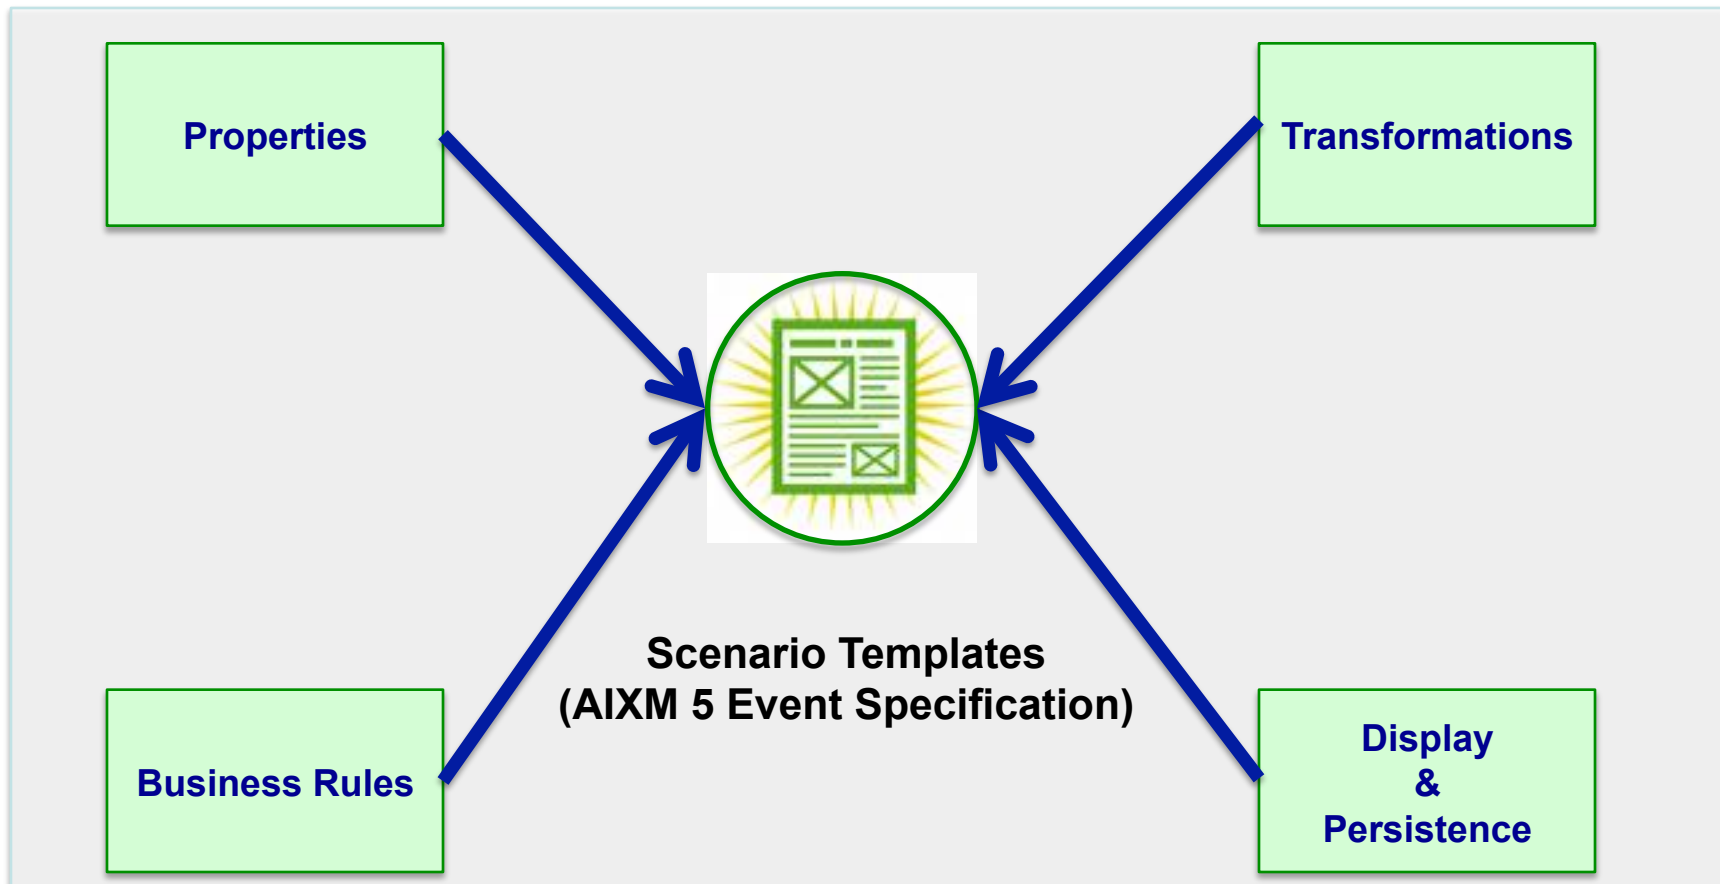 Properties
Transformations
Scenario Templates
(AIXM 5 Event Specification)
Business Rules
Display
&
Persistence